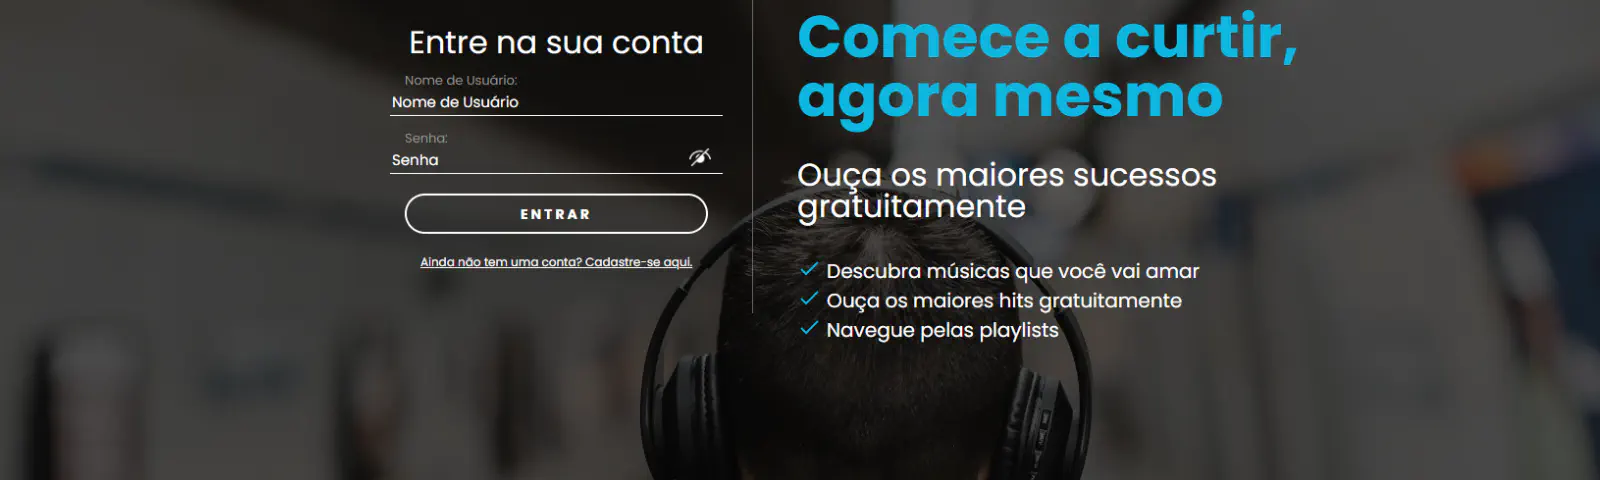 Entre na sua conta
Nome de Usuário:
Nome de Usuário
Senha:
Senha
ENTRAR
Ainda não tem uma conta? Cadastre-se aqui.
Comece a curtir,
agora mesmo
Ouça os maiores sucessos
gratuitamente
Descubra músicas que você vai amar
Ouça os maiores hits gratuitamente
Navegue pelas playlists